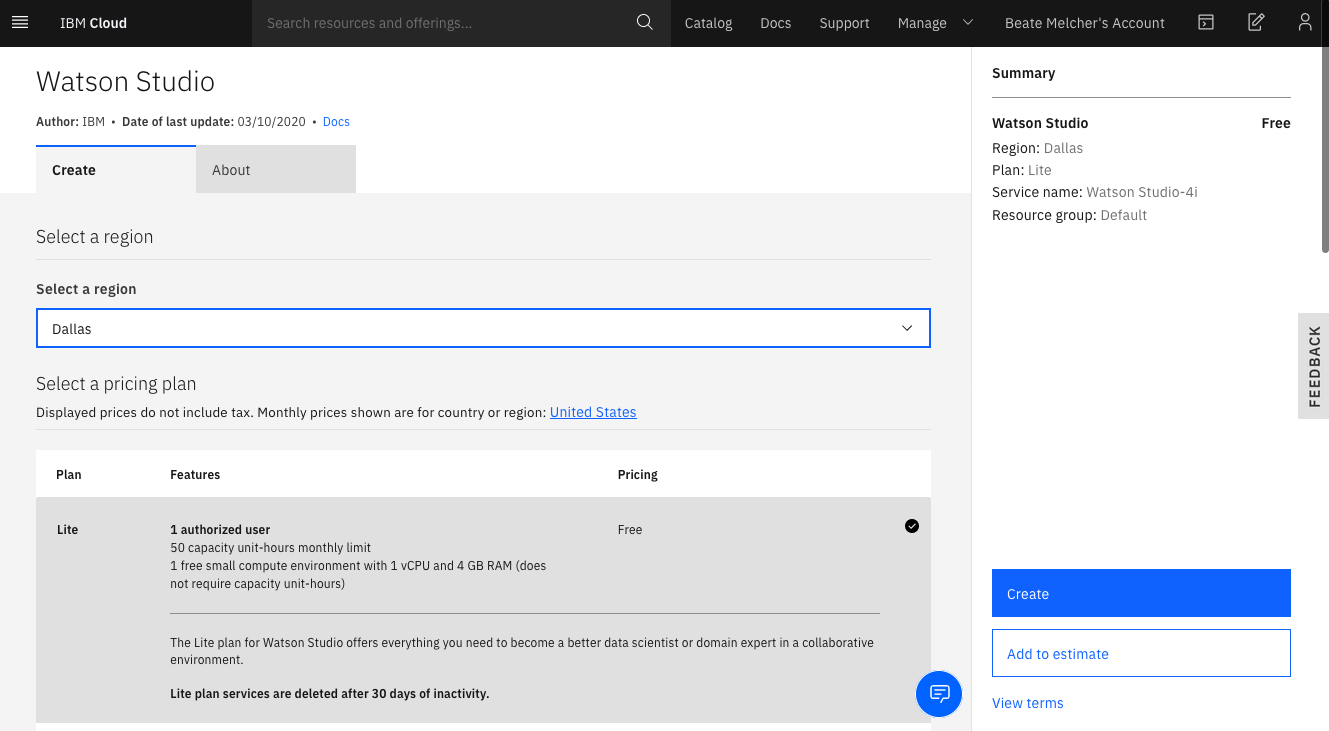 IBM Cloud
Search resources and offerings...
Catalog
Docs
Support
Manage
Beate Melcher's Account
Watson Studio
Author: IBM • Date of last update: 03/10/2020 • Docs
Create
About
Select a region
Select a region
Dallas
Select a pricing plan
Displayed prices do not include tax. Monthly prices shown are for country or region: United States
Plan
Features
Pricing
Lite
1 authorized user
50 capacity unit-hours monthly limit
1 free small compute environment with 1 vCPU and 4 GB RAM (does
not require capacity unit-hours)
Free
The Lite plan for Watson Studio offers everything you need to become a better data scientist or domain expert in a collaborative
environment.
Lite plan services are deleted after 30 days of inactivity.
Summary
Watson Studio
Free
Region: Dallas
Plan: Lite
Service name: Watson Studio-4i
Resource group: Default
FEEDBACK
Create
Add to estimate
View terms